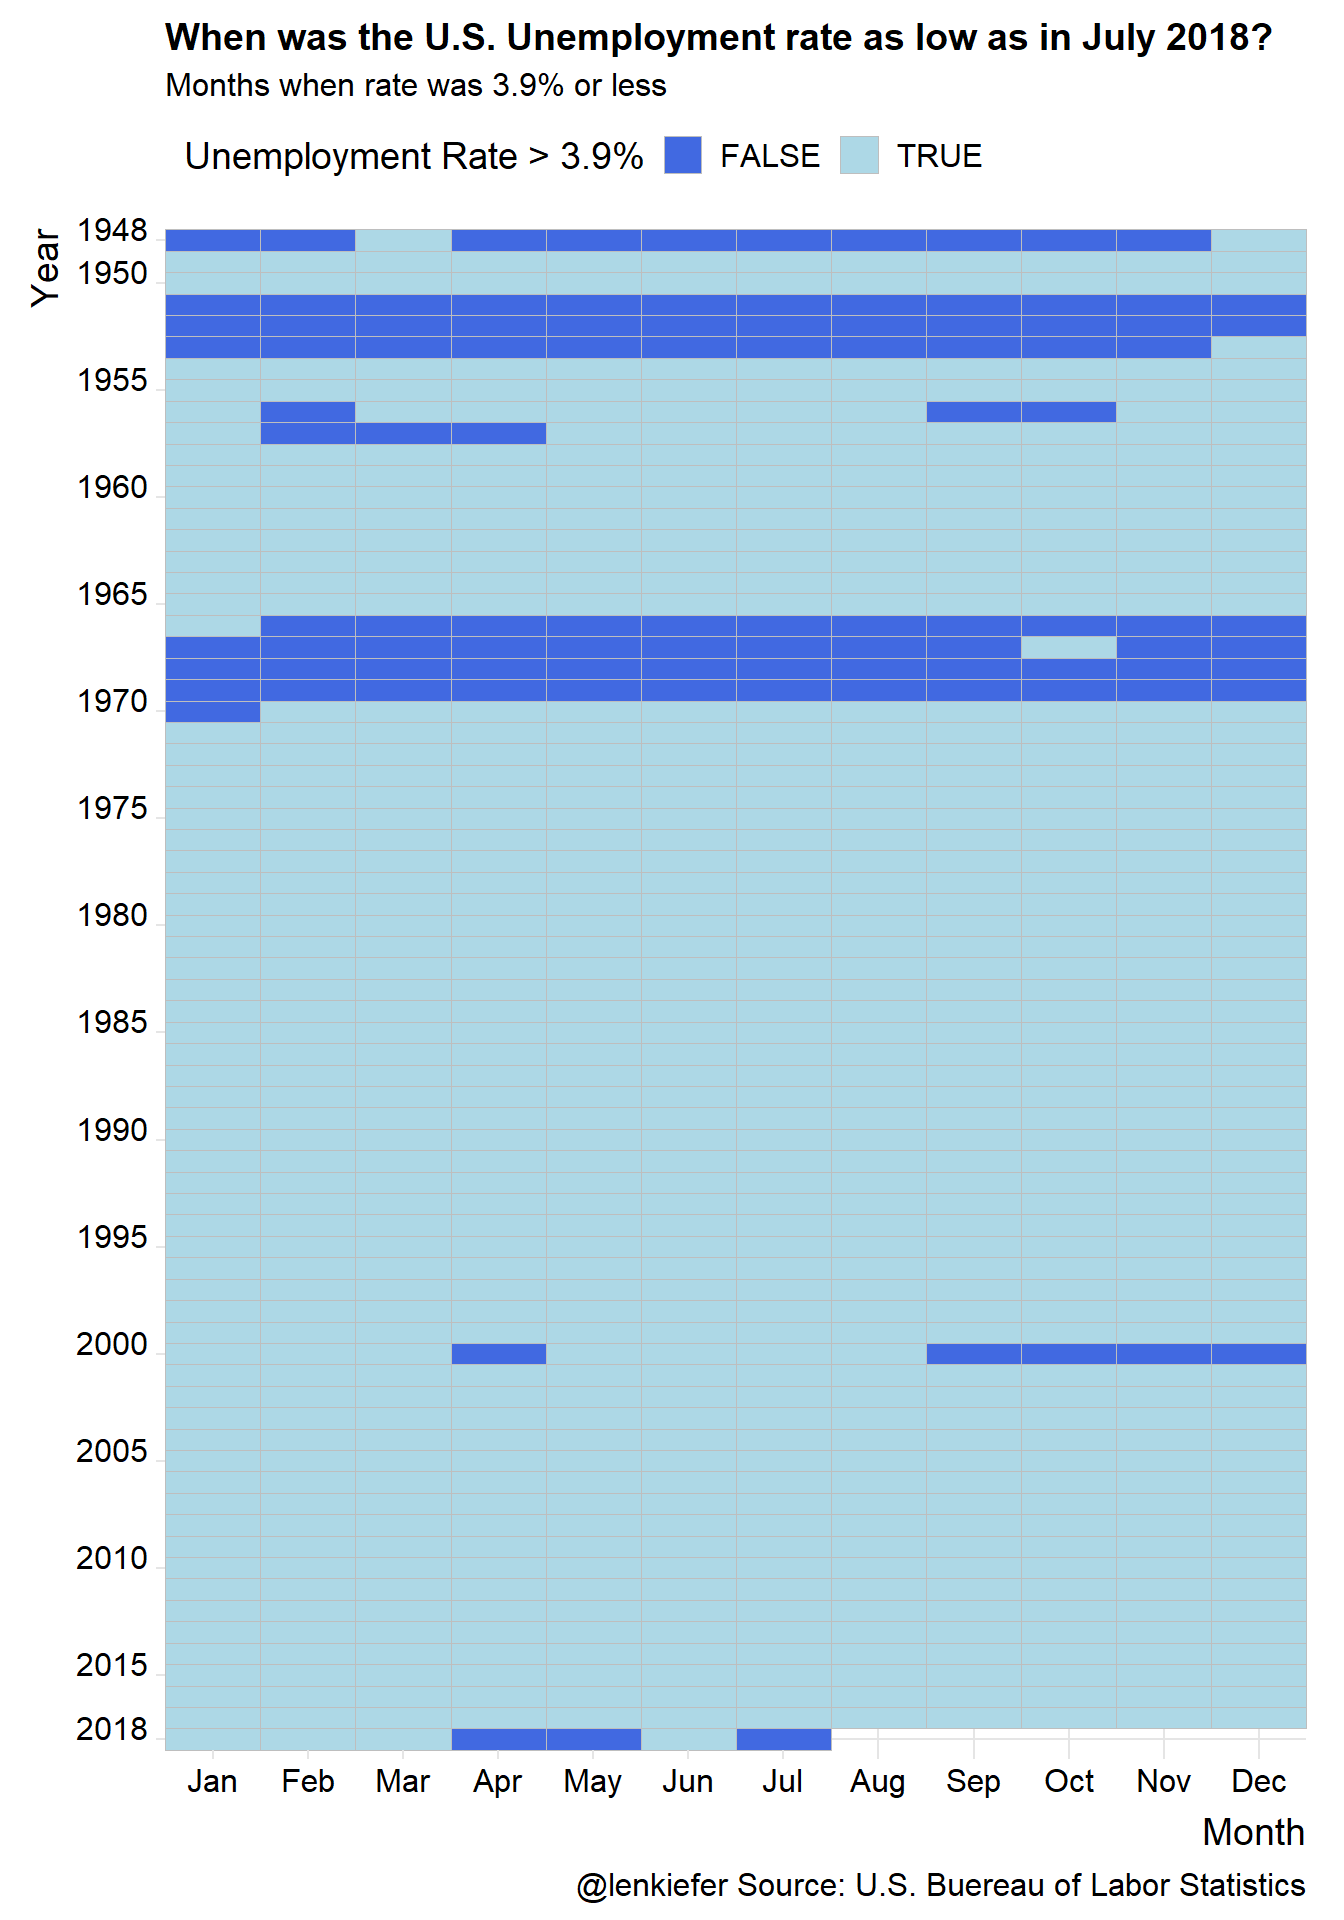 When was the U.S. Unemployment rate as low as in July 2018?
Months when rate was 3.9% or less
Unemployment Rate > 3.9% FALSE TRUE
Year
1948
1950
1955
1960
1965
1970
1975
1980
1985
1990
1995
2000
2005
2010
2015
2018
Jan Feb Mar Apr May Jun Jul Aug Sep Oct Nov Dec
Month
@lenkiefer Source: U.S. Buereau of Labor Statistics